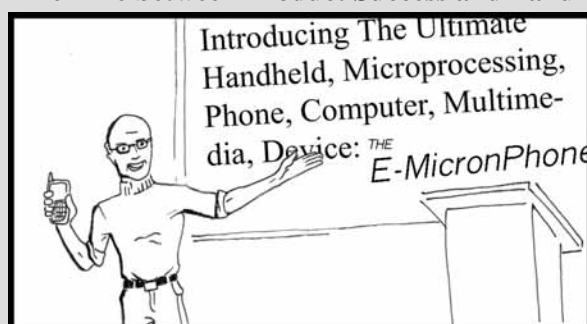 Introducing The Ultimate
Handheld, Microprocessing,
Phone, Computer, Multime-
dia, Device: THE
E-MicronPhone